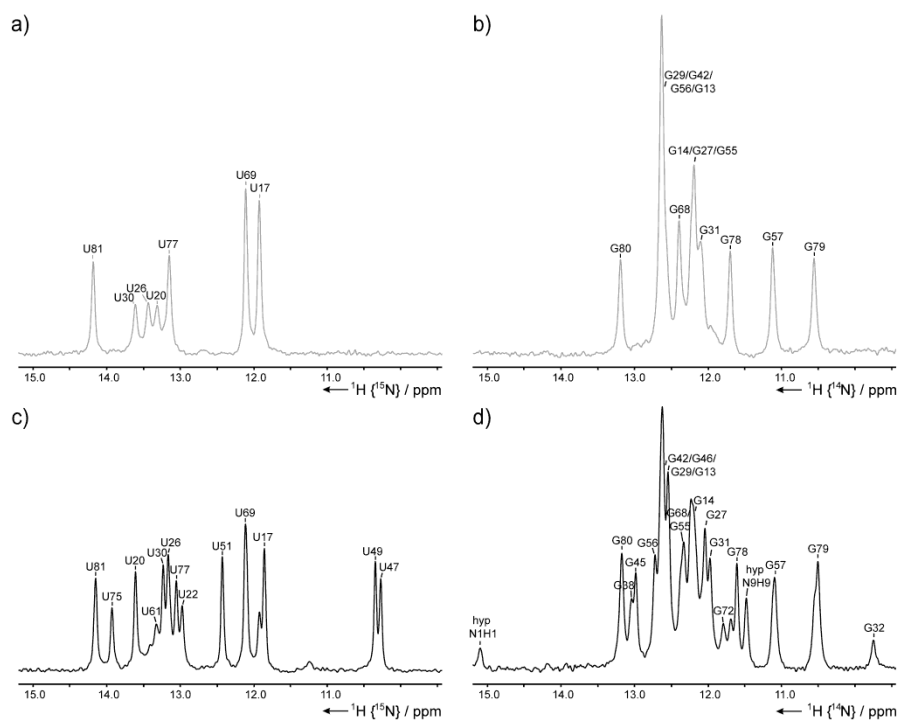 a)
U81
U30
U26
U20
U77
U69
U17
15.0 14.0 13.0 12.0 11.0
← ¹H {¹⁵N} / ppm
b)
G80
G29/G42/
G56/G13
G68
G14/G27/G55
G31
G78
G57
G79
15.0 14.0 13.0 12.0 11.0
← ¹H {¹⁴N} / ppm
c)
U81
U75
U20
U61
U30
U26
U77
U22
U51
U69
U17
U49
U47
15.0 14.0 13.0 12.0 11.0
← ¹H {¹⁵N} / ppm
d)
hyp
N1H1
G80
G38
G45
G56
G42/G46/
G29/G13
G68/
G55
G14
G27
G31
G72
G78
hyp
N9H9
G57
G79
G32
15.0 14.0 13.0 12.0 11.0
← ¹H {¹⁴N} / ppm